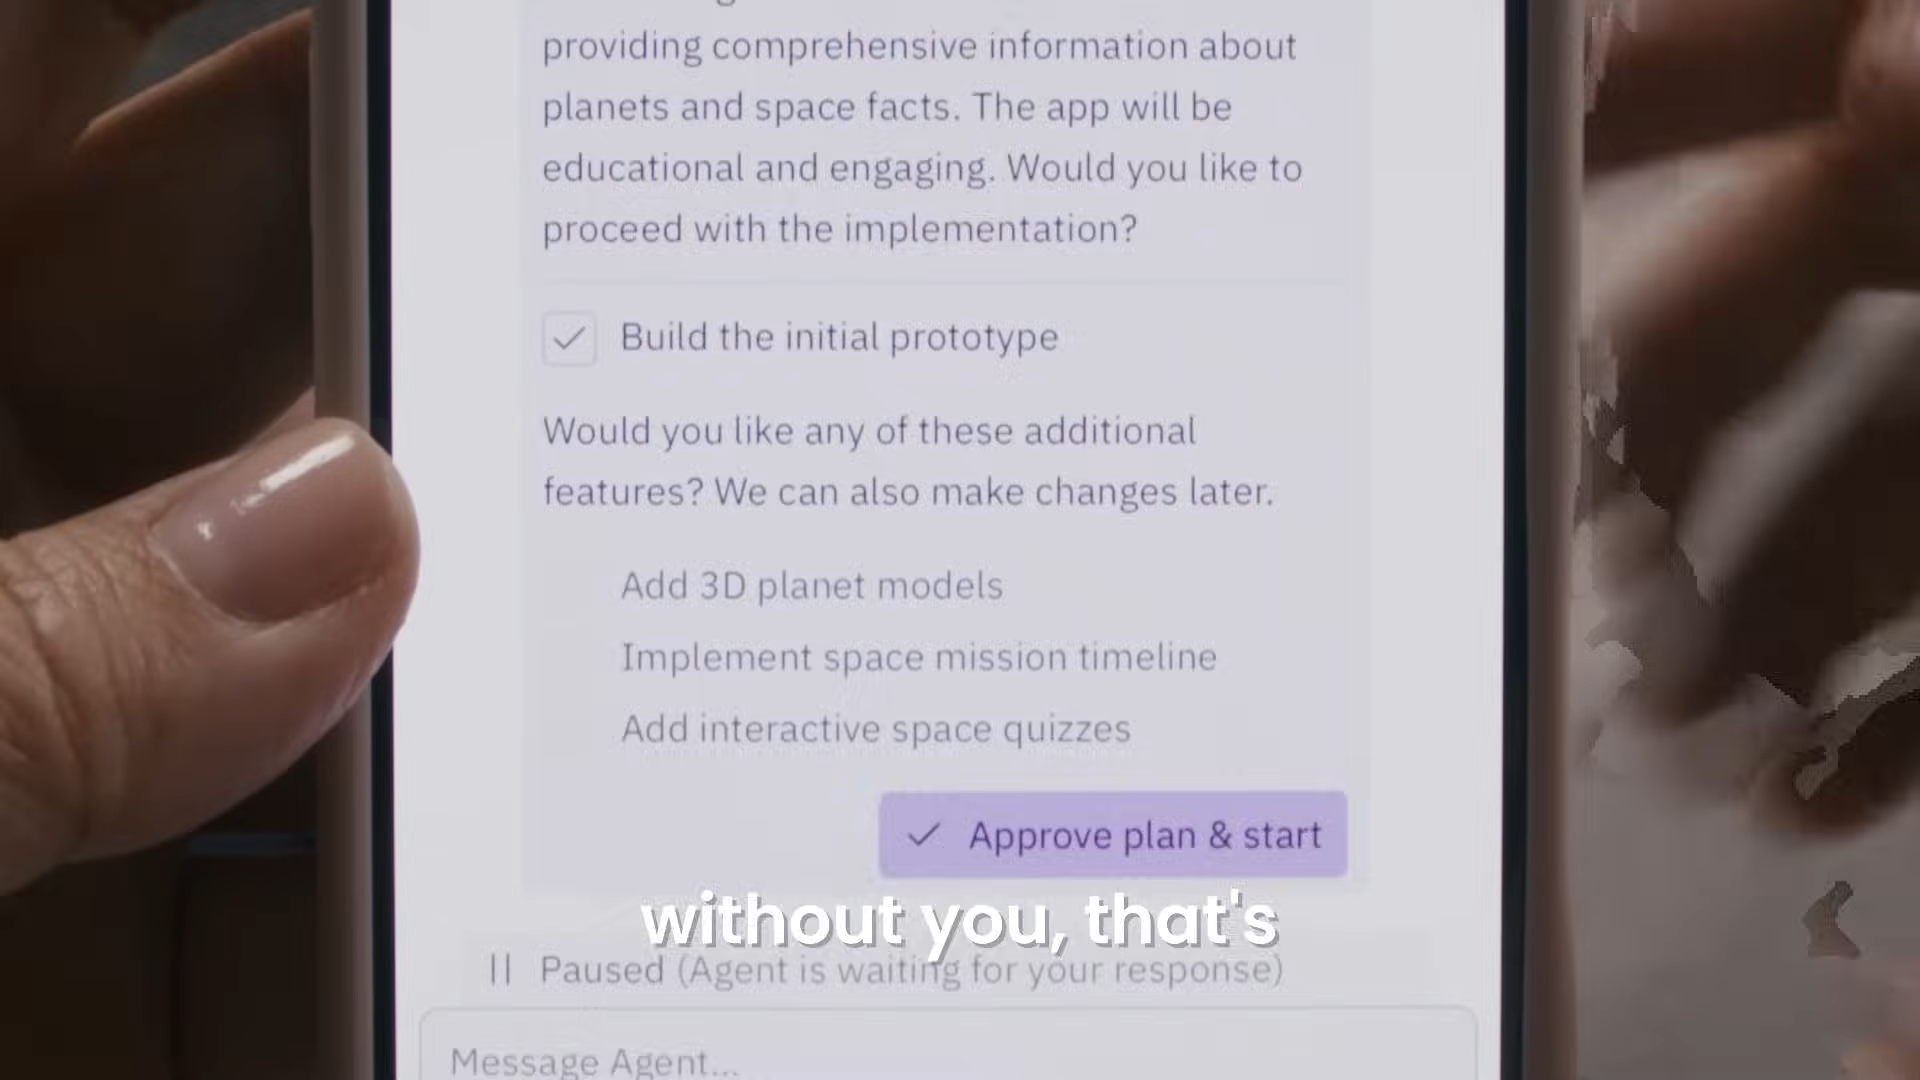 providing comprehensive information about
planets and space facts. The app will be
educational and engaging. Would you like to
proceed with the implementation?
Build the initial prototype
Would you like any of these additional
features? We can also make changes later.
Add 3D planet models
Implement space mission timeline
Add interactive space quizzes
Approve plan & start
without you, that's
Paused (Agent is waiting for your response)
Message Agent...